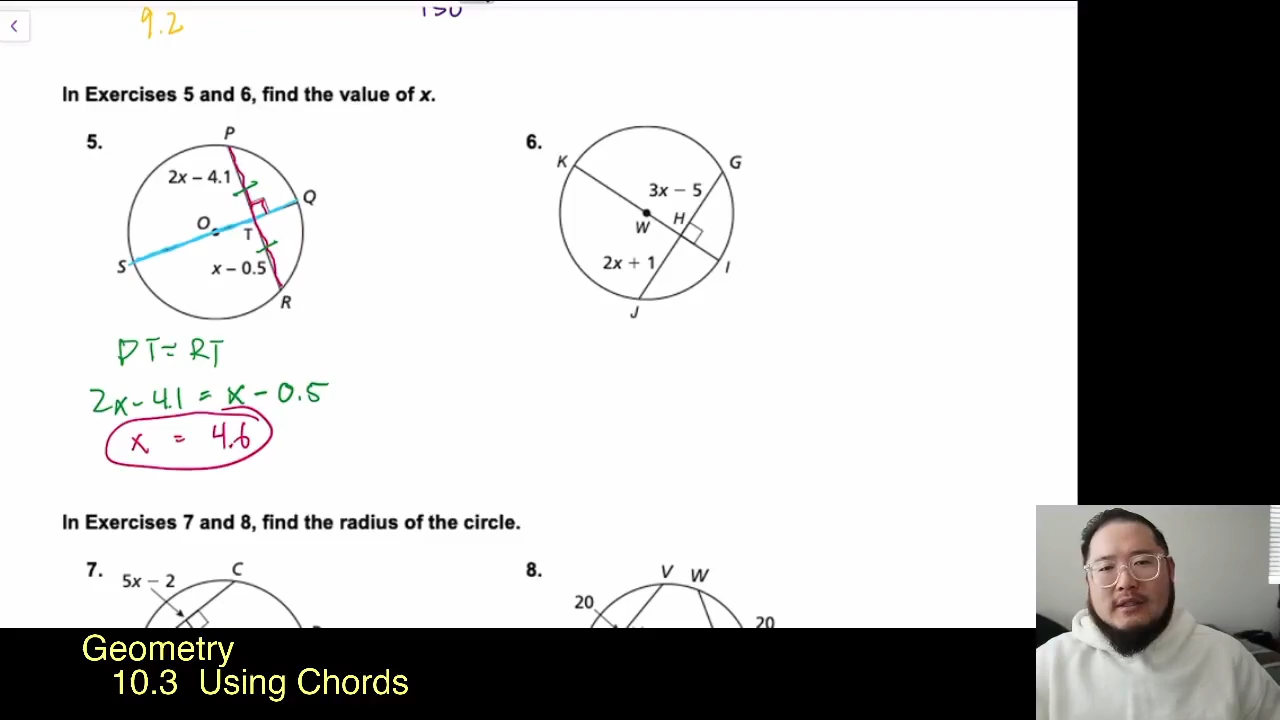 9.2
130
In Exercises 5 and 6, find the value of x.
5.
P
2x – 4.1
Q
O
T
S
x – 0.5
R
PT = RT
2x - 4.1 = x - 0.5
x = 4.6
6.
K
G
3x – 5
H
W
2x + 1
I
J
In Exercises 7 and 8, find the radius of the circle.
7.
5x – 2
C
8.
V W
20
20
Geometry
10.3 Using Chords